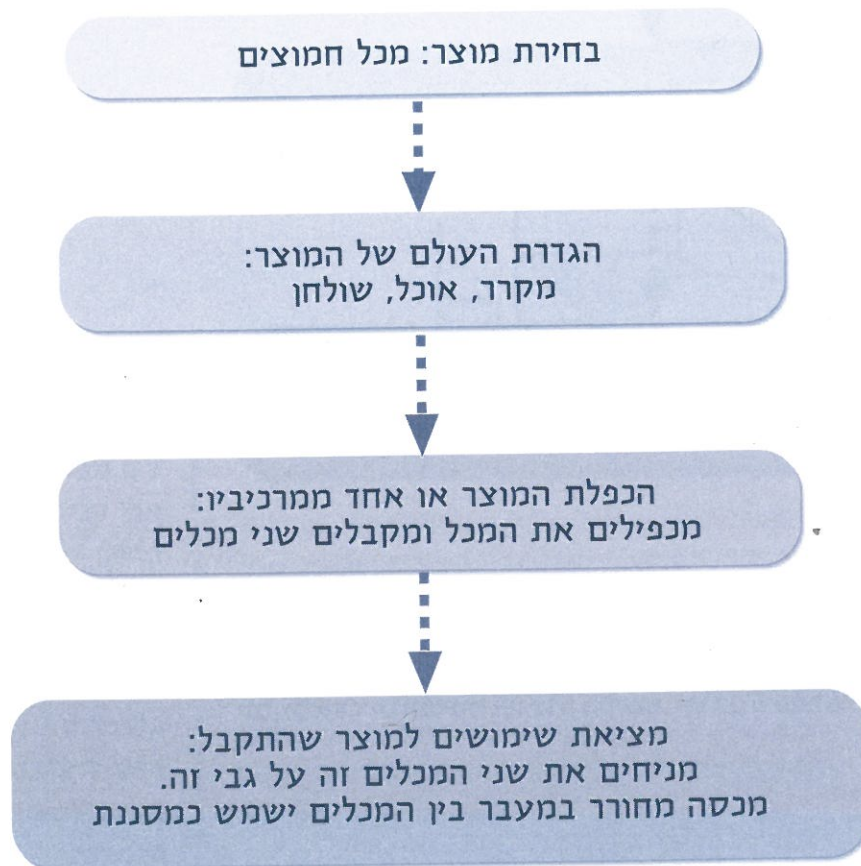 בחירת מוצר: מכל חמוצים
הגדרת העולם של המוצר:
מקרר, אוכל, שולחן
הכפלת המוצר או אחד ממרכיביו:
מכפילים את המכל ומקבלים שני מכלים
מציאת שימושים למוצר שהתקבל:
מניחים את שני המכלים זה על גבי זה.
מכסה מחורר במעבר בין המכלים ישמש כמסננת